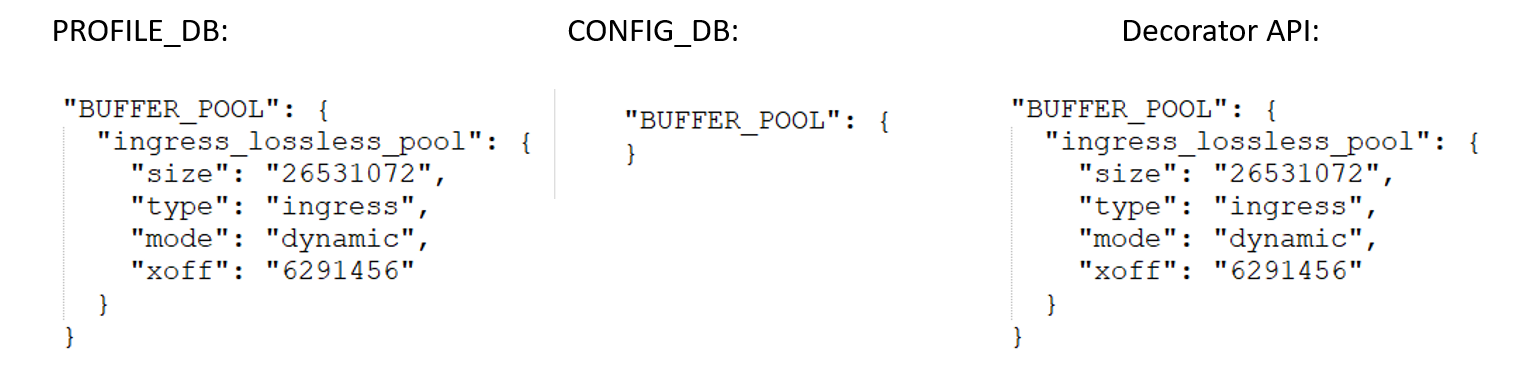 PROFILE_DB:
"BUFFER_POOL": {
  "ingress_lossless_pool": {
    "size": "26531072",
    "type": "ingress",
    "mode": "dynamic",
    "xoff": "6291456"
  }
}
CONFIG_DB:
"BUFFER_POOL": {
}
Decorator API:
"BUFFER_POOL": {
  "ingress_lossless_pool": {
    "size": "26531072",
    "type": "ingress",
    "mode": "dynamic",
    "xoff": "6291456"
  }
}